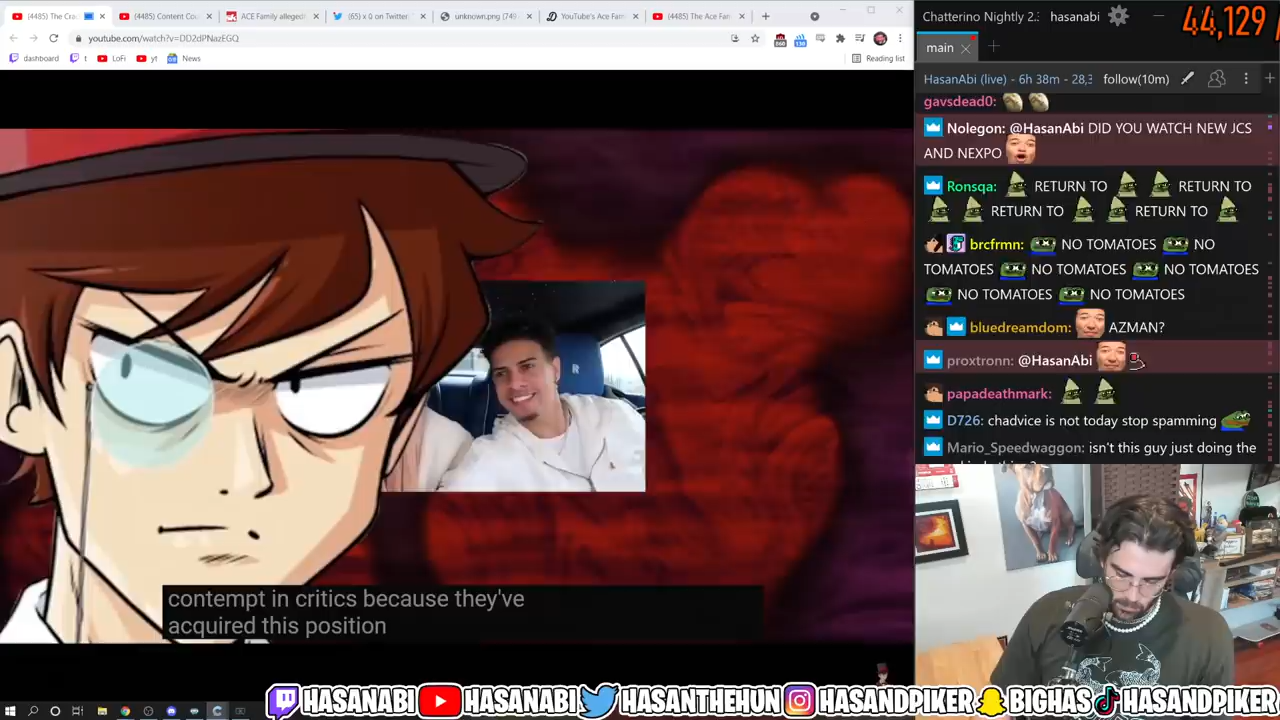 (4485) The Cra
(4485) Content Co
ACE Family alleged
(65) x 0 on Twitter
unknown.png (749
YouTube's Ace Fam
(4485) The Ace Fam
youtube.com/watch?v=DD2dPNazEGQ
dashboard
t
LoFi
yt
News
Reading list
contempt in critics because they've
acquired this position
R
Chatterino Nightly 2.
hasanabi
44,129
main
HasanAbi (live) - 6h 38m - 28,3
follow(10m)
gavsdead0:
Nolegon: @HasanAbi DID YOU WATCH NEW JCS
AND NEXPO
Ronsqa: RETURN TO RETURN TO
RETURN TO RETURN TO
brcfrmn: NO TOMATOES NO
TOMATOES NO TOMATOES NO TOMATOES
NO TOMATOES NO TOMATOES
bluedreamdom: AZMAN?
proxtronn: @HasanAbi
papadeathmark:
D726: chadvice is not today stop spamming
Mario_Speedwaggon: isn't this guy just doing the
HASANABI HASANABI HASANTHEHUN HASANDPIKER BIGHAS HASANDPIKER